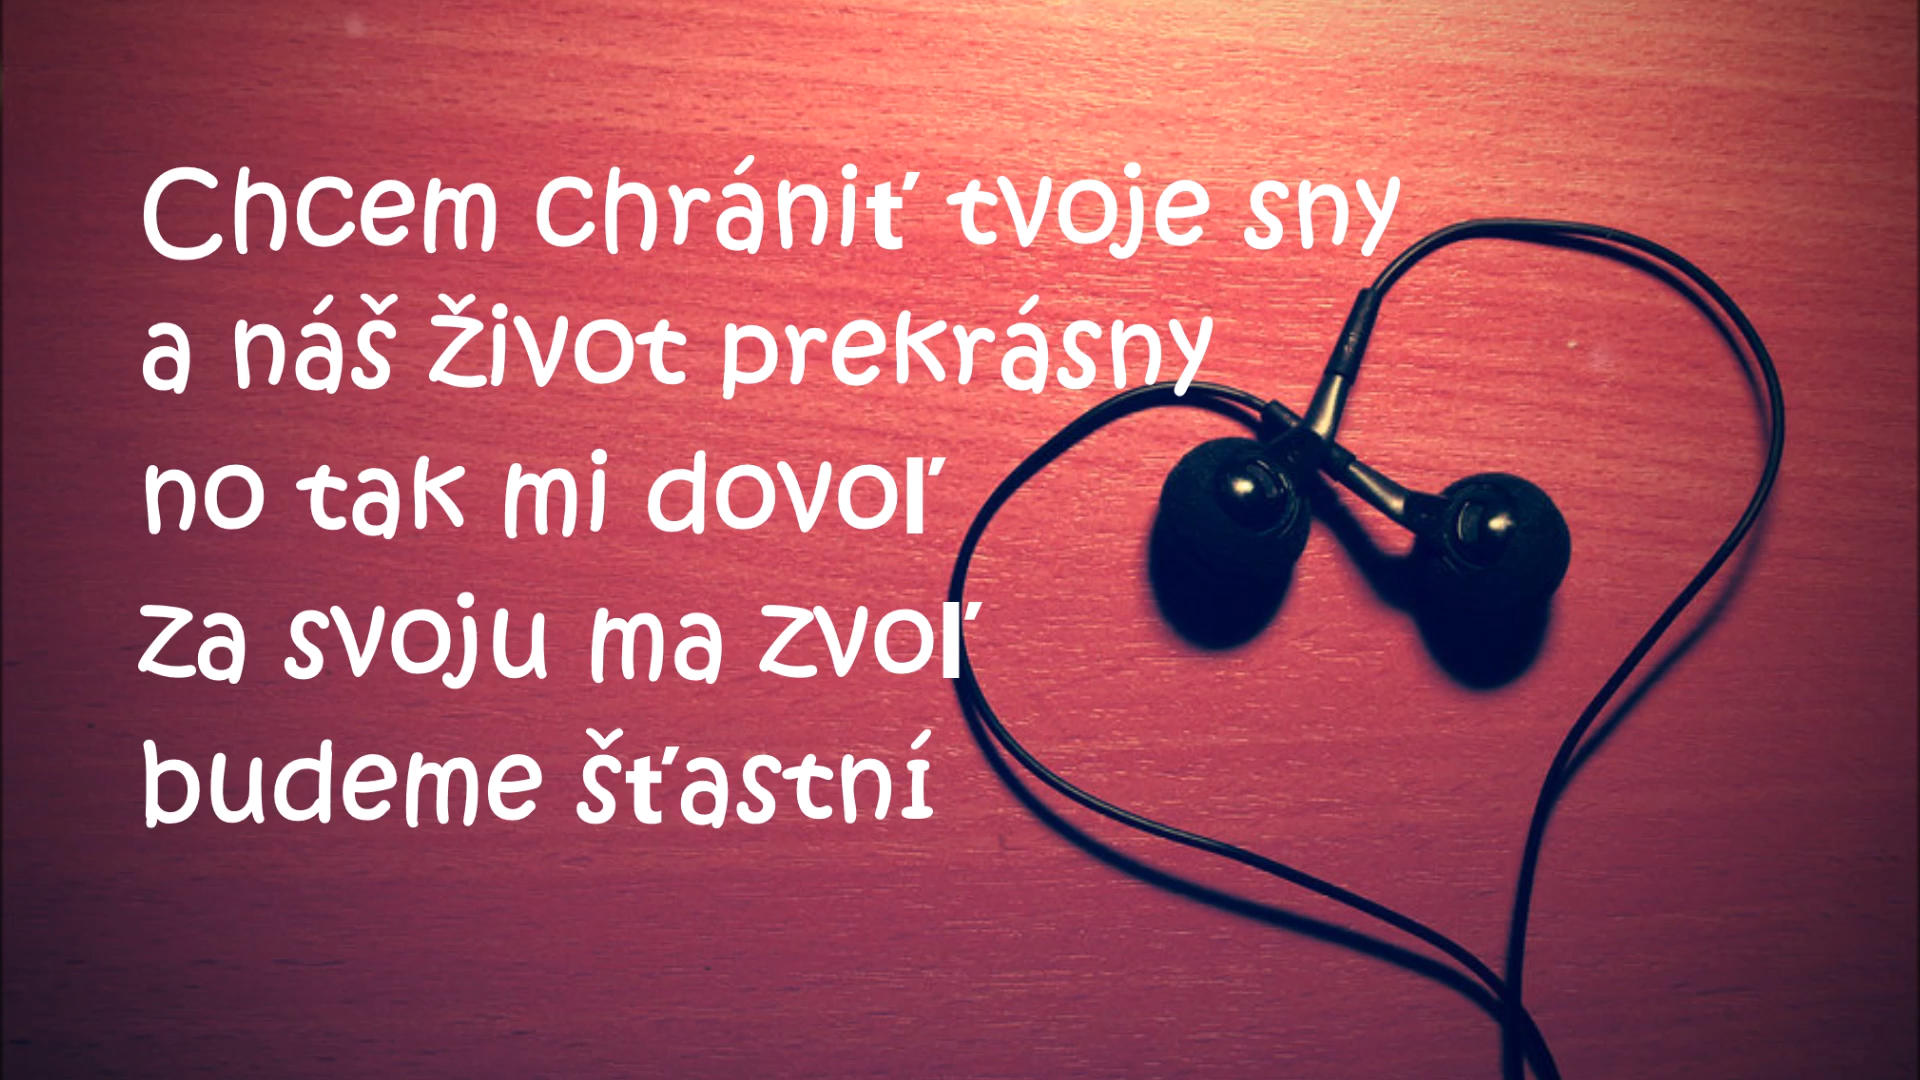 Chcem chrániť tvoje sny
a náš život prekrásny
no tak mi dovoľ
za svoju ma zvoľ
budeme šťastní